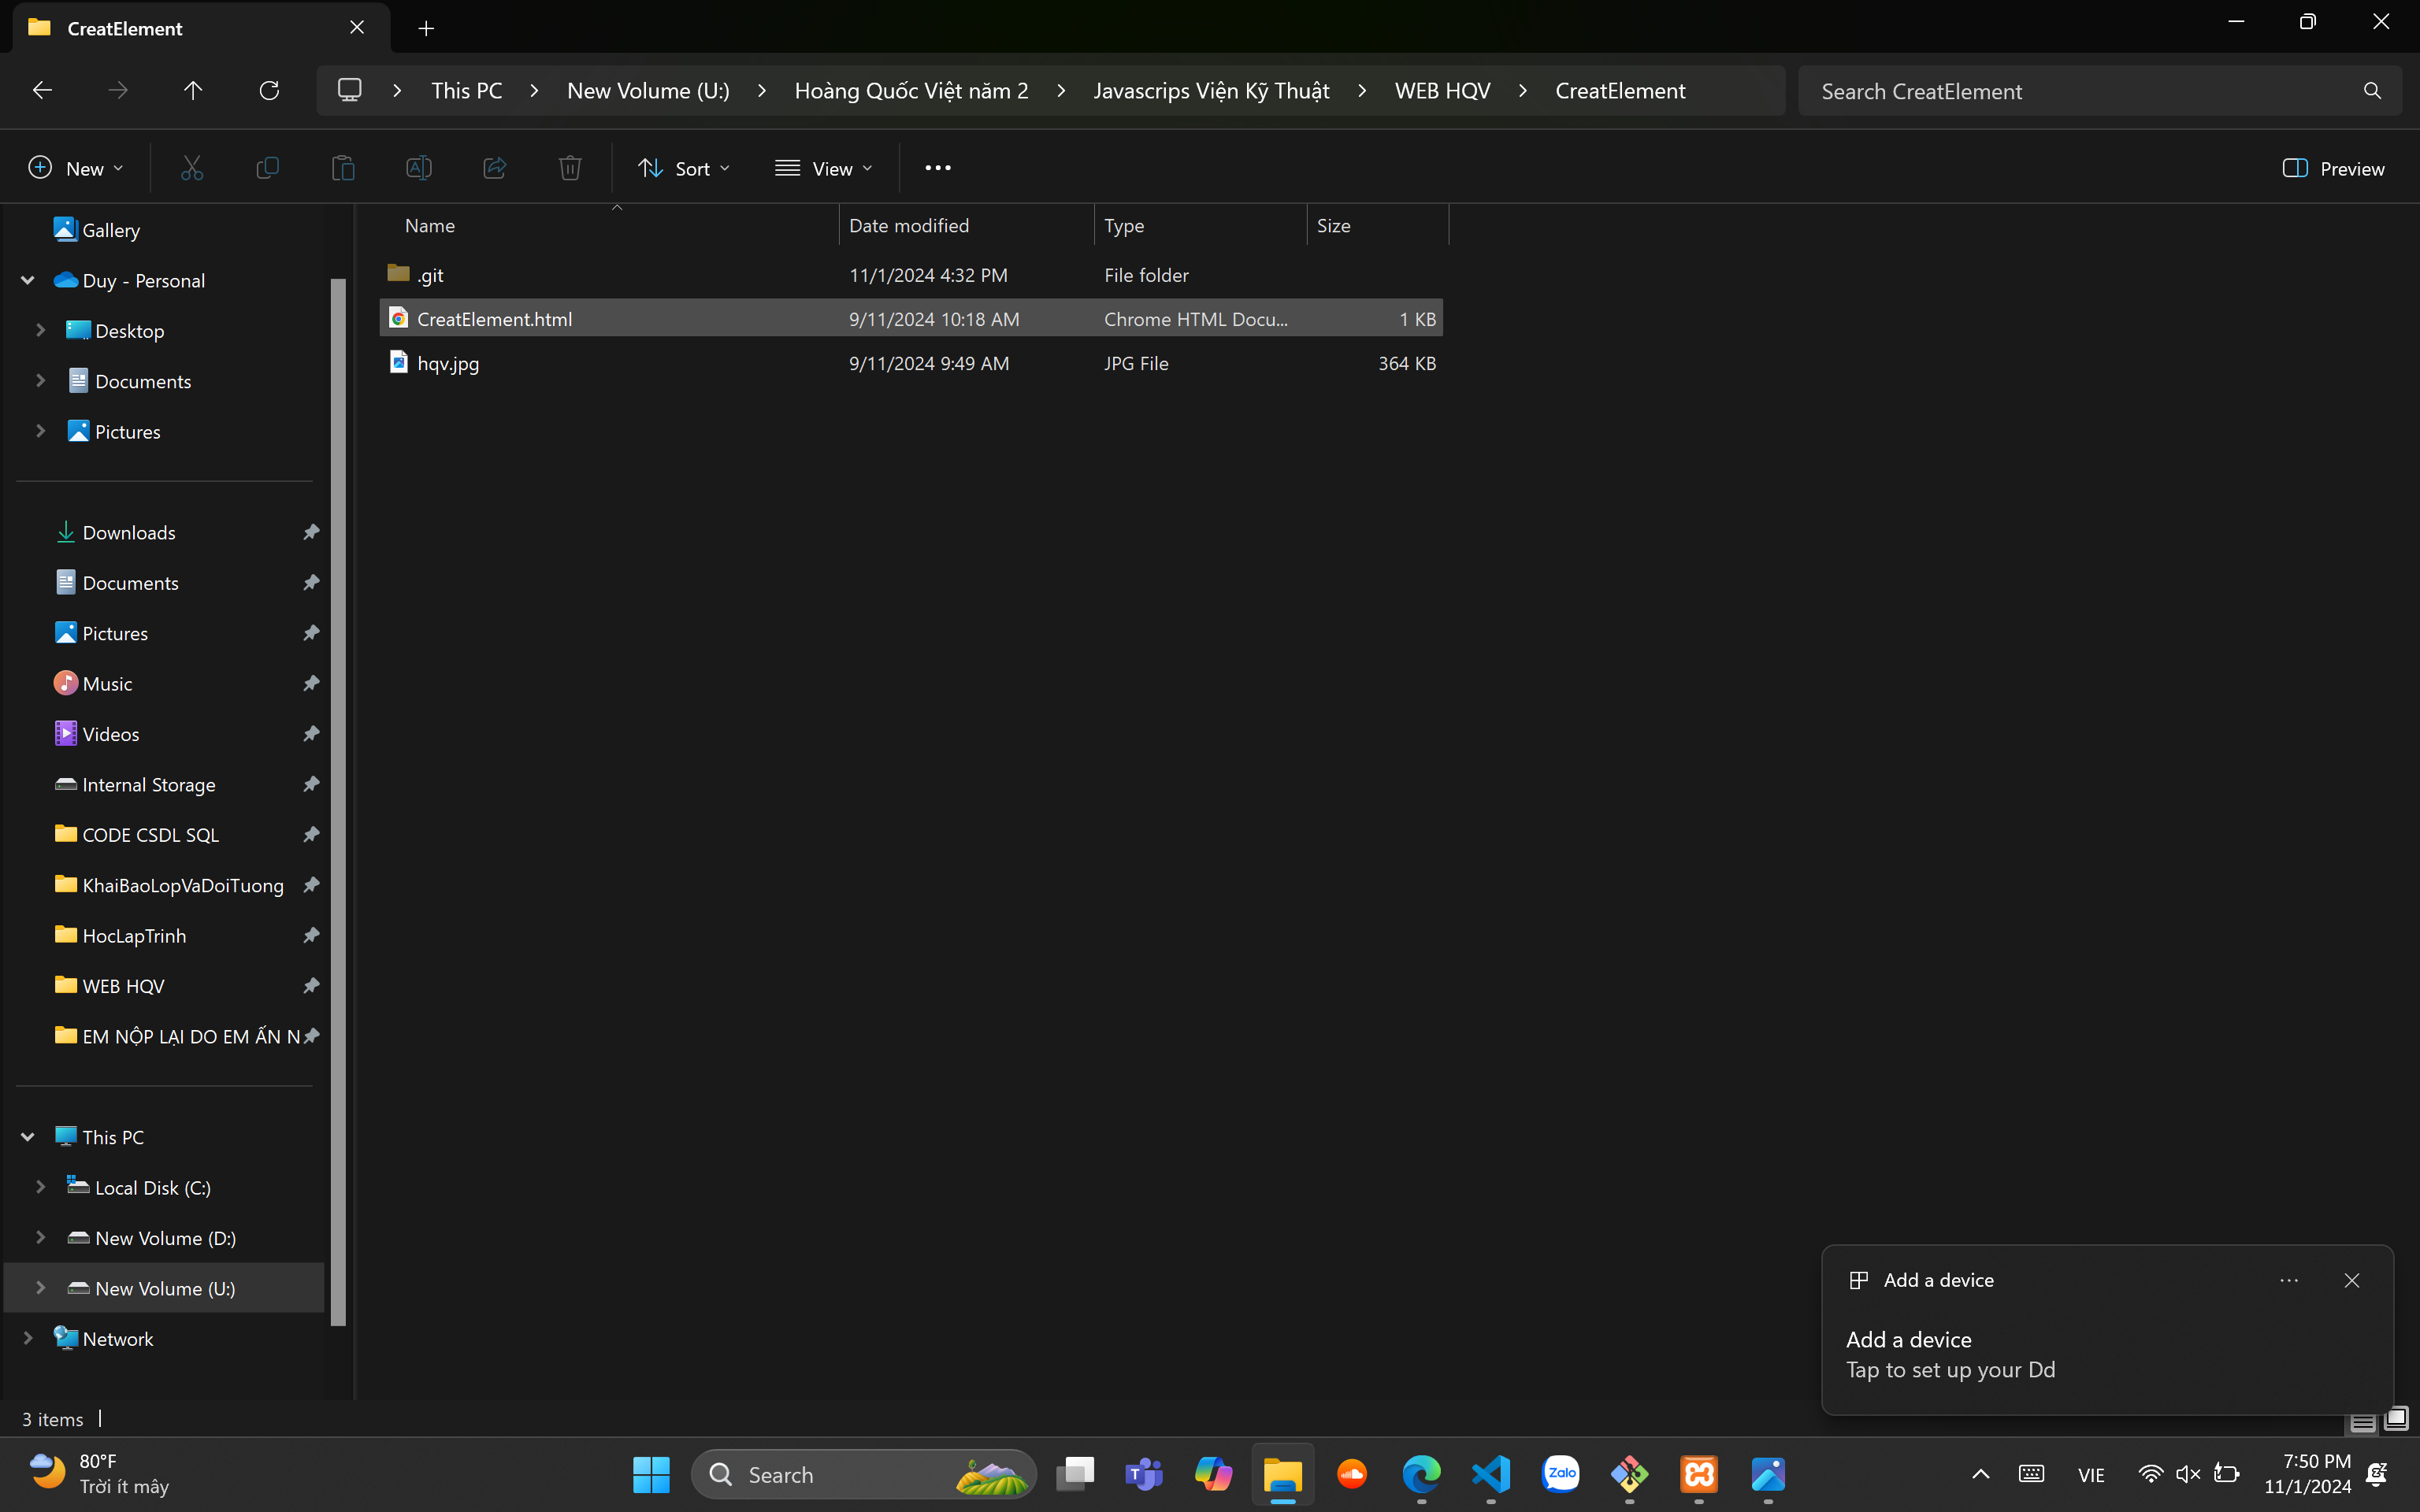 CreatElement
This PC > New Volume (U:) > Hoàng Quốc Việt năm 2 > Javascrips Viện Kỹ Thuật > WEB HQV > CreatElement
Search CreatElement
New
Sort
View
Preview
Name Date modified Type Size
.git 11/1/2024 4:32 PM File folder
CreatElement.html 9/11/2024 10:18 AM Chrome HTML Docu... 1 KB
hqv.jpg 9/11/2024 9:49 AM JPG File 364 KB
Gallery
Duy - Personal
Desktop
Documents
Pictures
Downloads
Documents
Pictures
Music
Videos
Internal Storage
CODE CSDL SQL
KhaiBaoLopVaDoiTuong
HocLapTrinh
WEB HQV
EM NỘP LẠI DO EM ẤN N
This PC
Local Disk (C:)
New Volume (D:)
New Volume (U:)
Network
Add a device
Add a device
Tap to set up your Dd
3 items
80°F
Trời ít mây
Search
Zalo
VIE
7:50 PM
11/1/2024